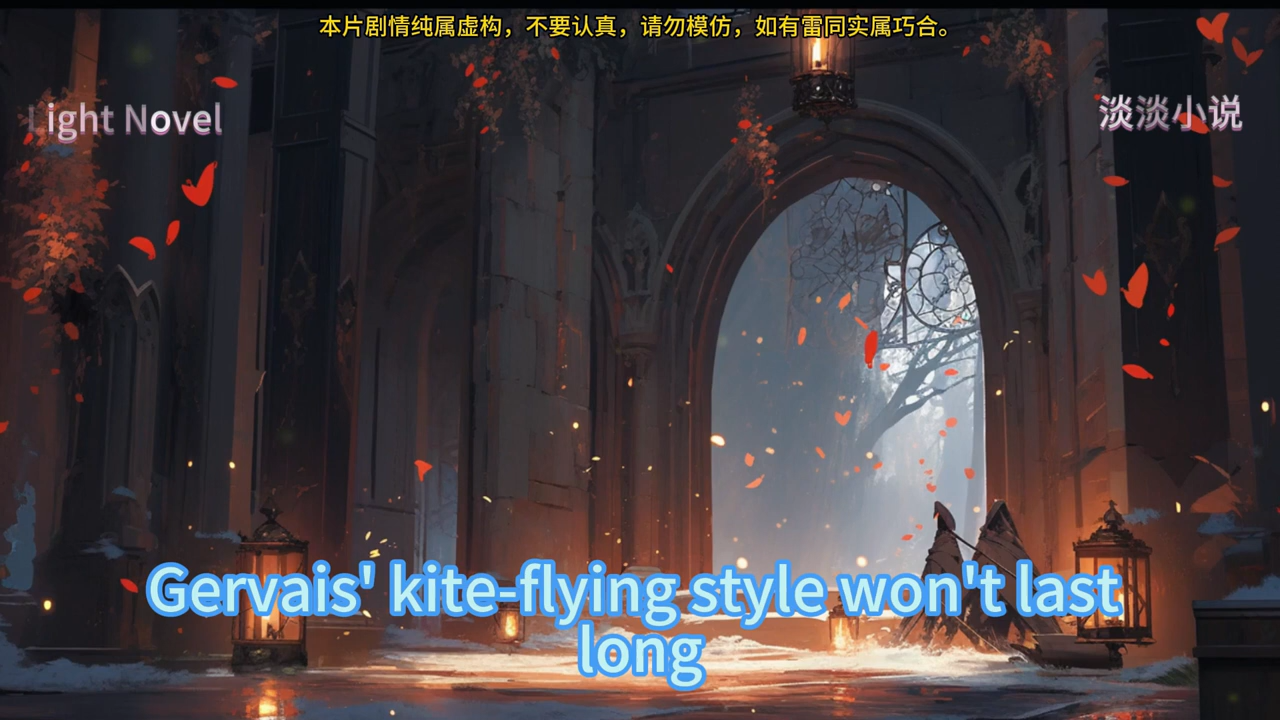 本片剧情纯属虚构，不要认真，请勿模仿，如有雷同实属巧合。
Light Novel
淡淡小说
Gervais' kite-flying style won't last
long